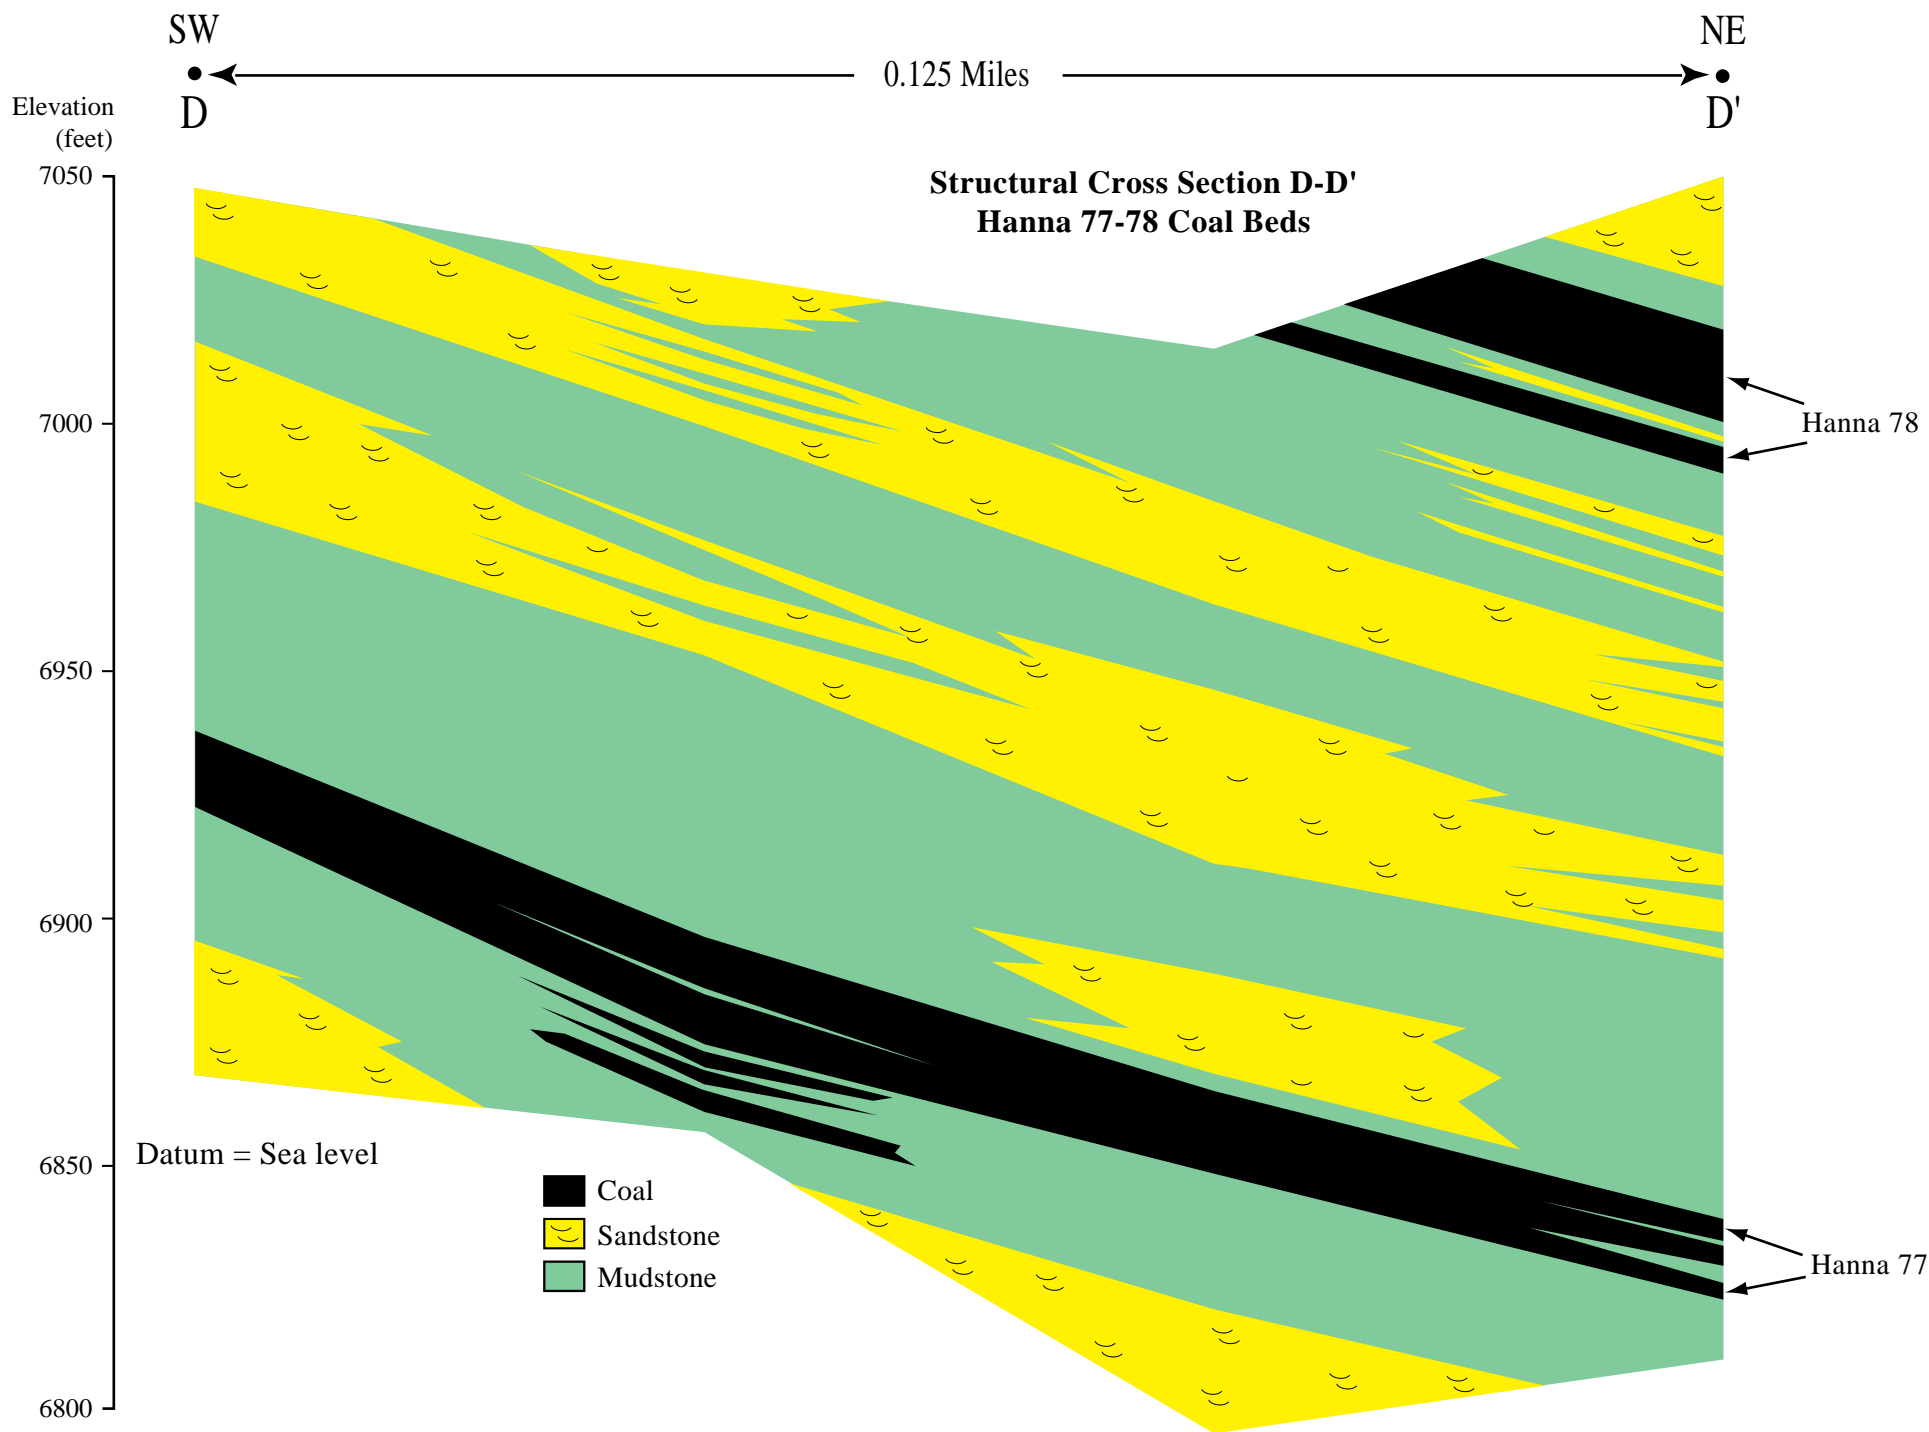 SW
NE
0.125 Miles
D
D'
Elevation
(feet)
Structural Cross Section D-D'
Hanna 77-78 Coal Beds
7050
7000
6950
6900
6850
6800
Hanna 78
Hanna 77
Datum = Sea level
Coal
Sandstone
Mudstone